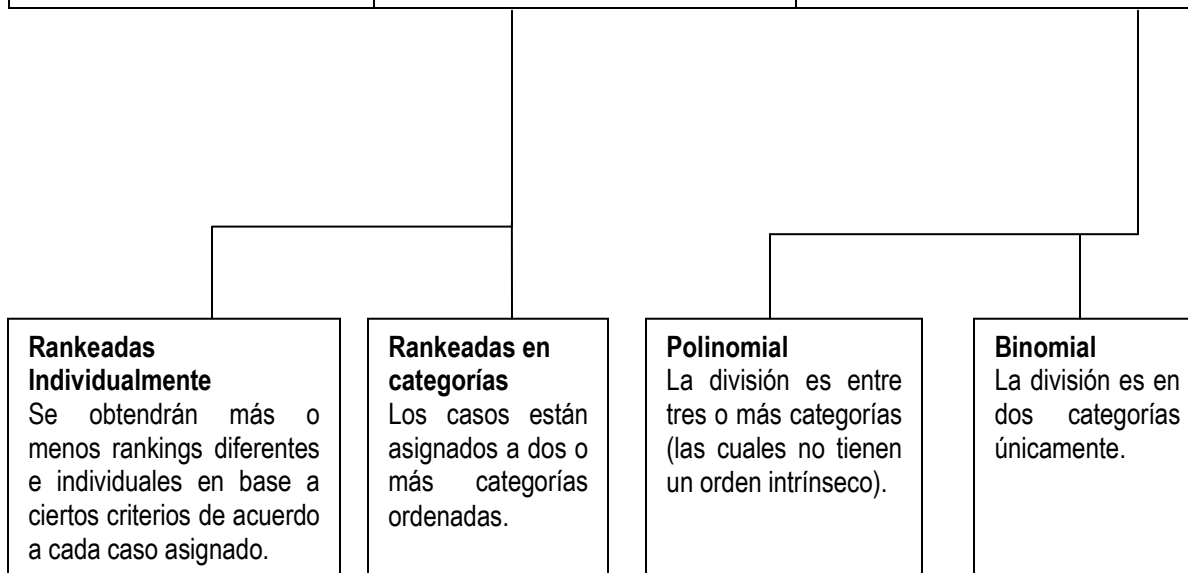 Rankeadas
Individualmente
Se obtendrán más o
menos rankings diferentes
e individuales en base a
ciertos criterios de acuerdo
a cada caso asignado.
Rankeadas en
categorías
Los casos están
asignados a dos o
más categorías
ordenadas.
Polinomial
La división es entre
tres o más categorías
(las cuales no tienen
un orden intrínseco).
Binomial
La división es en
dos categorías
únicamente.